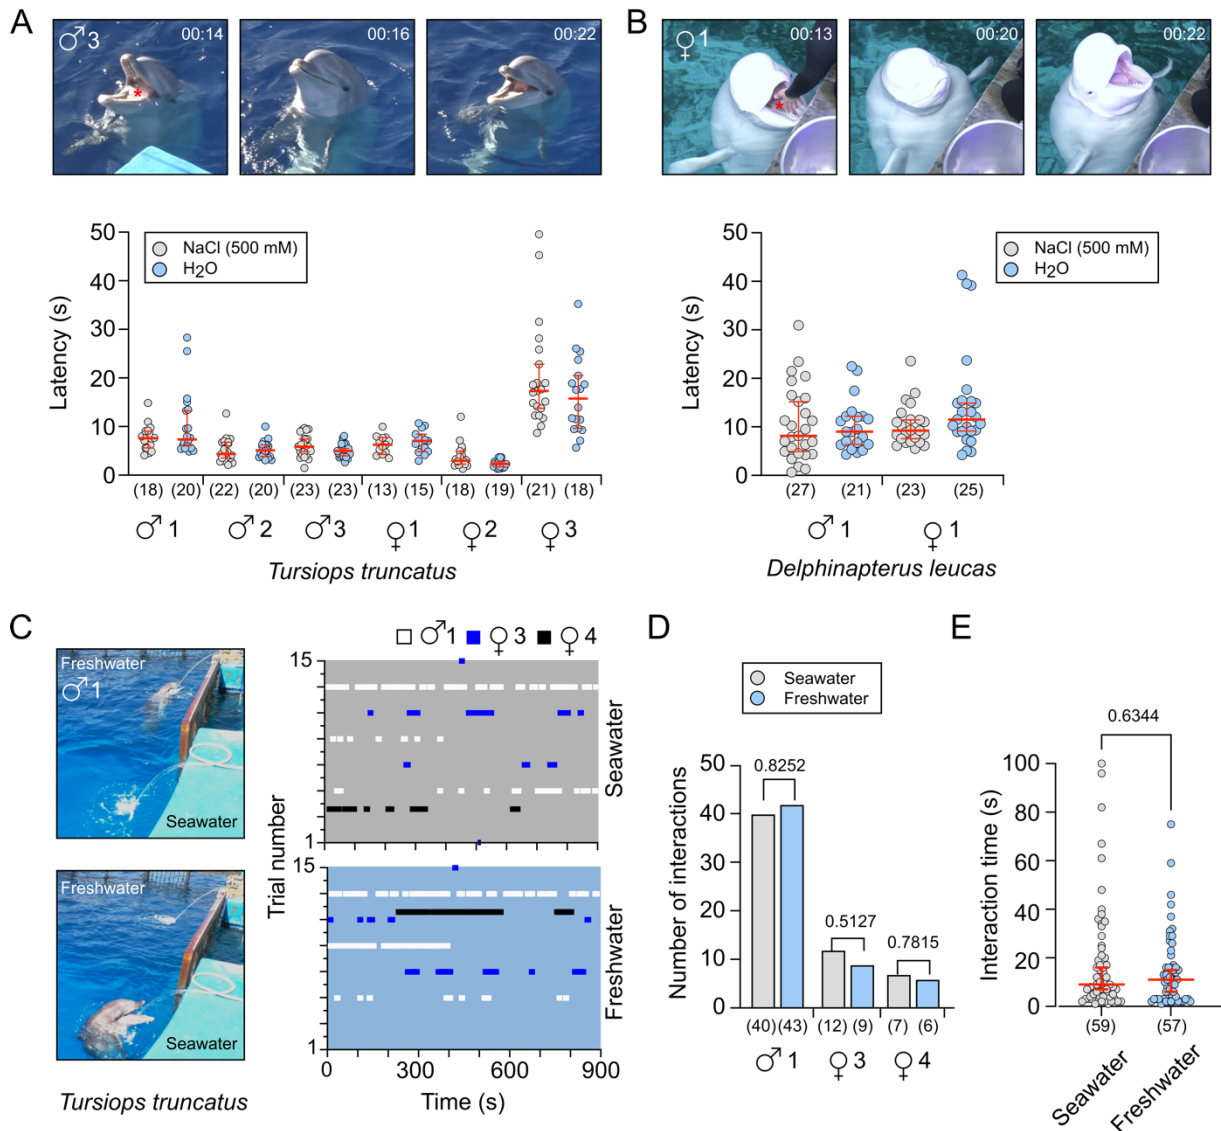 A
♂3
00:14
00:16
00:22
B
♀1
00:13
00:20
00:22
Latency (s)
50
40
30
20
10
0
NaCl (500 mM)
H2O
(18) (20) (22) (20) (23) (23) (13) (15) (18) (19) (21) (18)
♂1 ♂2 ♂3 ♀1 ♀2 ♀3
Tursiops truncatus
Latency (s)
50
40
30
20
10
0
NaCl (500 mM)
H2O
(27) (21) (23) (25)
♂1 ♀1
Delphinapterus leucas
C
Freshwater
♂1
Seawater
Freshwater
Seawater
Tursiops truncatus
♂1 ♀3 ♀4
Trial number
15
1
15
1
Seawater
Freshwater
0 300 600 900
Time (s)
D
Seawater
Freshwater
Number of interactions
50
40
30
20
10
0
0.8252
0.5127
0.7815
(40) (43) (12) (9) (7) (6)
♂1 ♀3 ♀4
E
0.6344
Interaction time (s)
100
80
60
40
20
10
0
(59) (57)
Seawater
Freshwater